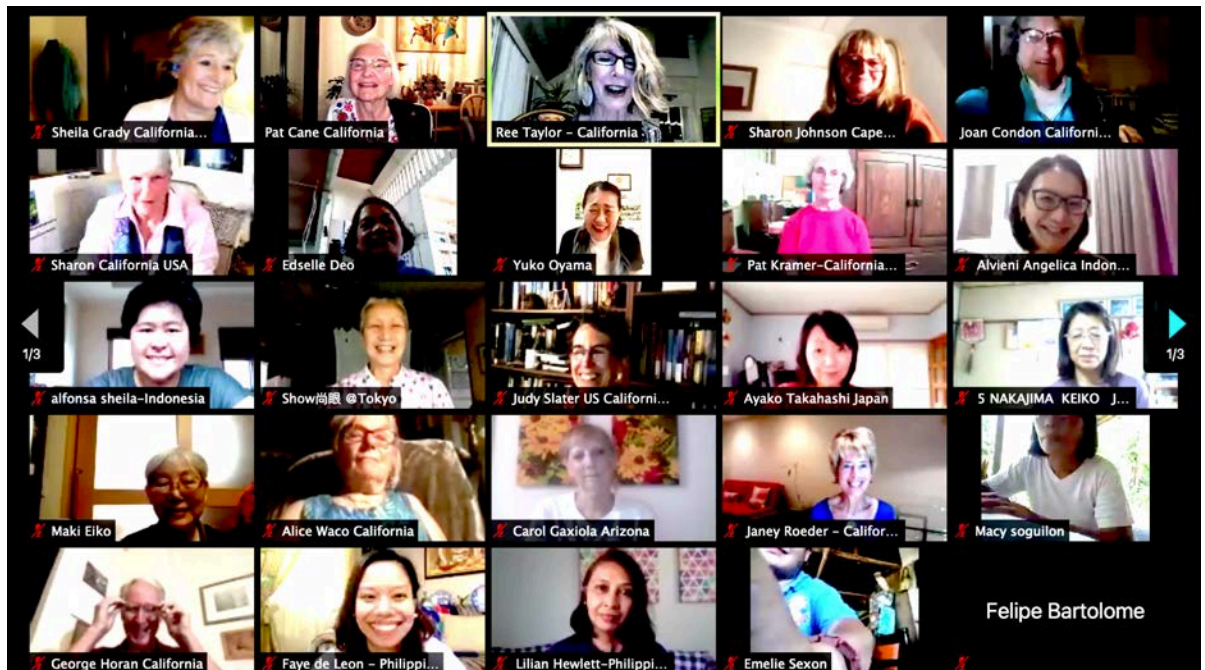 Sheila Grady California...
Pat Cane California
Ree Taylor - California
Sharon Johnson Cape...
Joan Condon Californi...
Sharon California USA
Edselle Deo
Yuko Oyama
Pat Kramer-California...
Alvieni Angelica Indon...
1/3
1/3
alfonsa sheila-Indonesia
Show尚眼 @Tokyo
Judy Slater US Californi...
Ayako Takahashi Japan
5 NAKAJIMA KEIKO J...
Maki Eiko
Alice Waco California
Carol Gaxiola Arizona
Janey Roeder - Califor...
Macy soguilon
George Horan California
Faye de Leon - Philippi...
Lilian Hewlett-Philippi...
Emelie Sexon
Felipe Bartolome